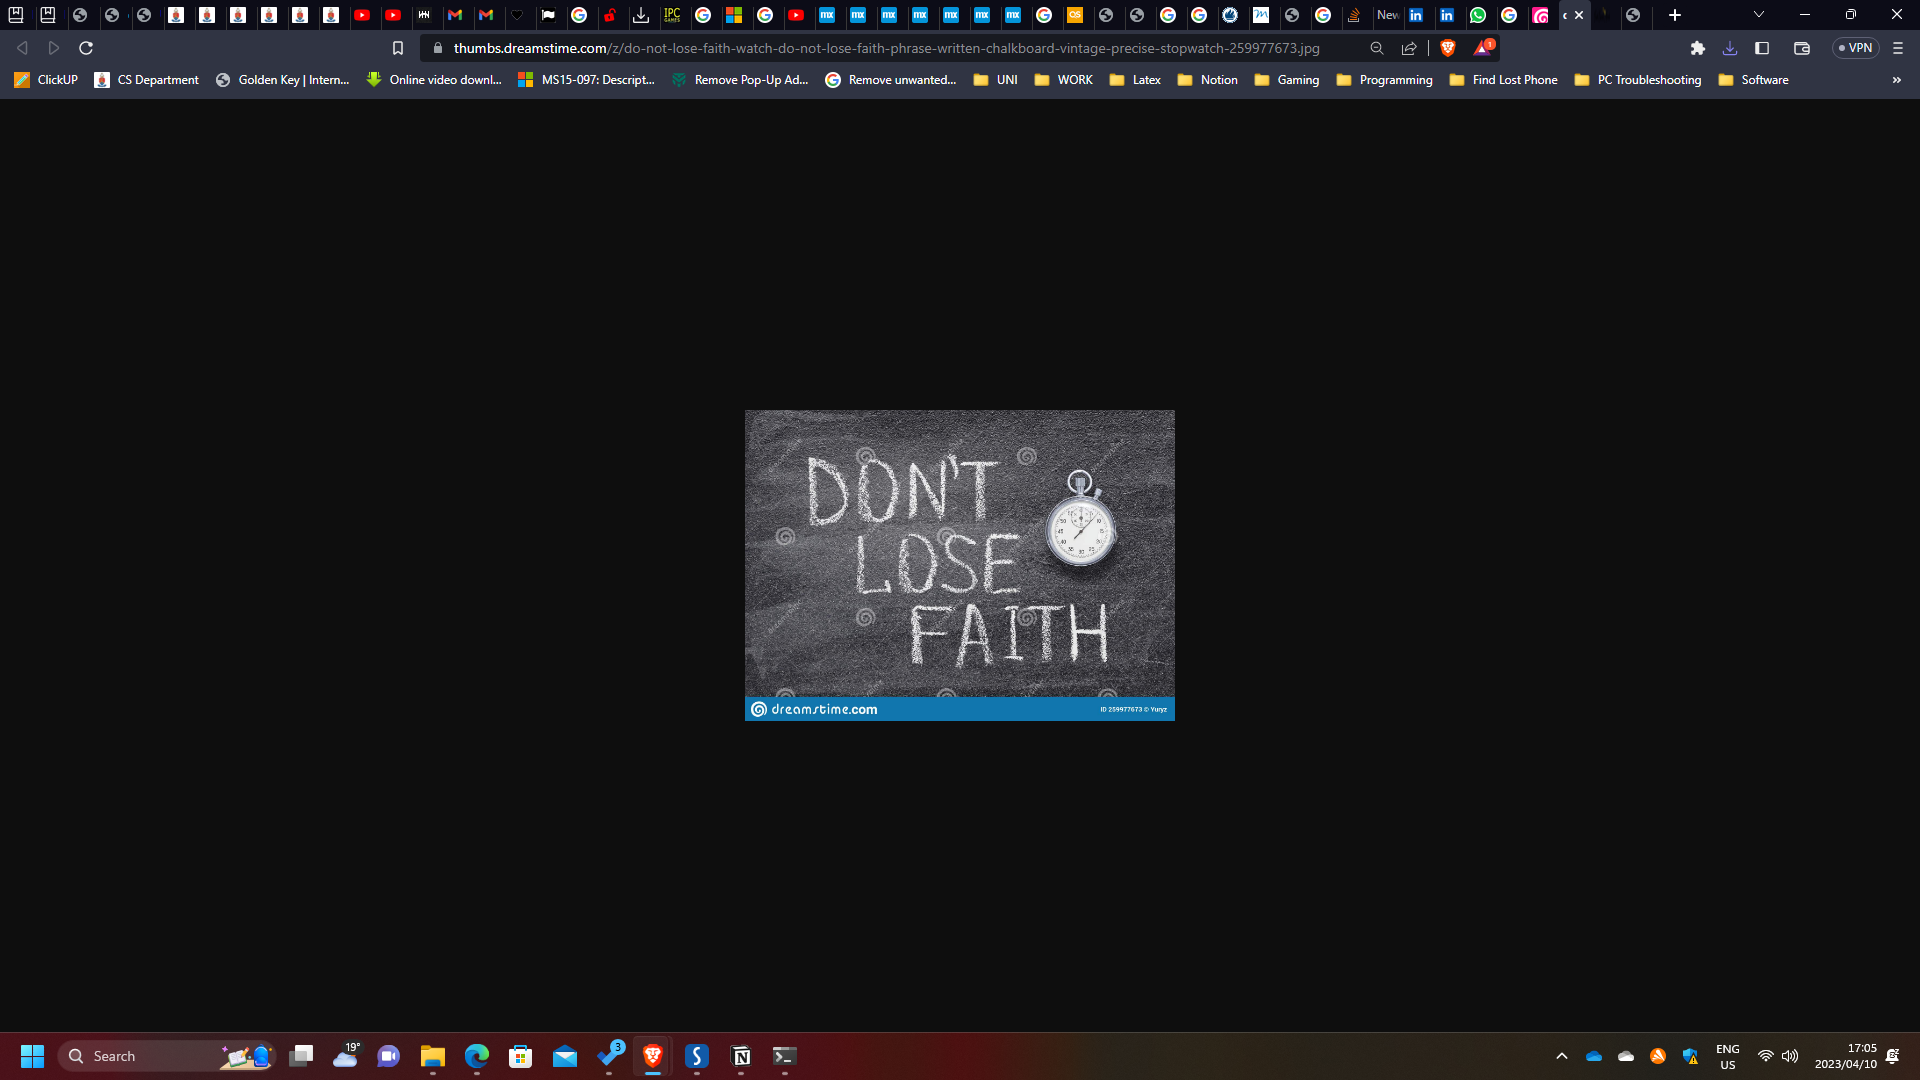 New
thumbs.dreamstime.com/z/do-not-lose-faith-watch-do-not-lose-faith-phrase-written-chalkboard-vintage-precise-stopwatch-259977673.jpg
1
VPN
ClickUP
CS Department
Golden Key | Intern...
Online video downl...
MS15-097: Descript...
Remove Pop-Up Ad...
Remove unwanted...
UNI
WORK
Latex
Notion
Gaming
Programming
Find Lost Phone
PC Troubleshooting
Software
»
DON'T
LOSE
FAITH
dreamstime.com
ID 259977673 © Yuryz
Search
19°
3
ENG
US
17:05
2023/04/10